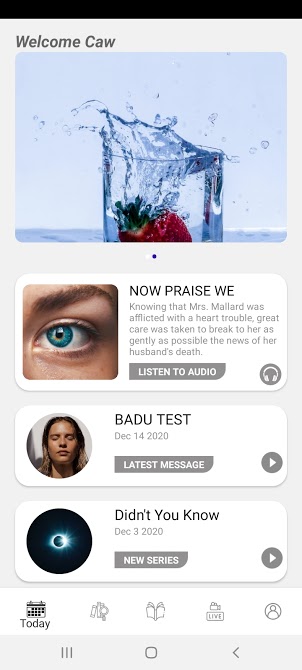 Welcome Caw
NOW PRAISE WE
Knowing that Mrs. Mallard was
afflicted with a heart trouble, great
care was taken to break to her as
gently as possible the news of her
husband's death.
LISTEN TO AUDIO
BADU TEST
Dec 14 2020
LATEST MESSAGE
Didn't You Know
Dec 3 2020
NEW SERIES
Today
LIVE